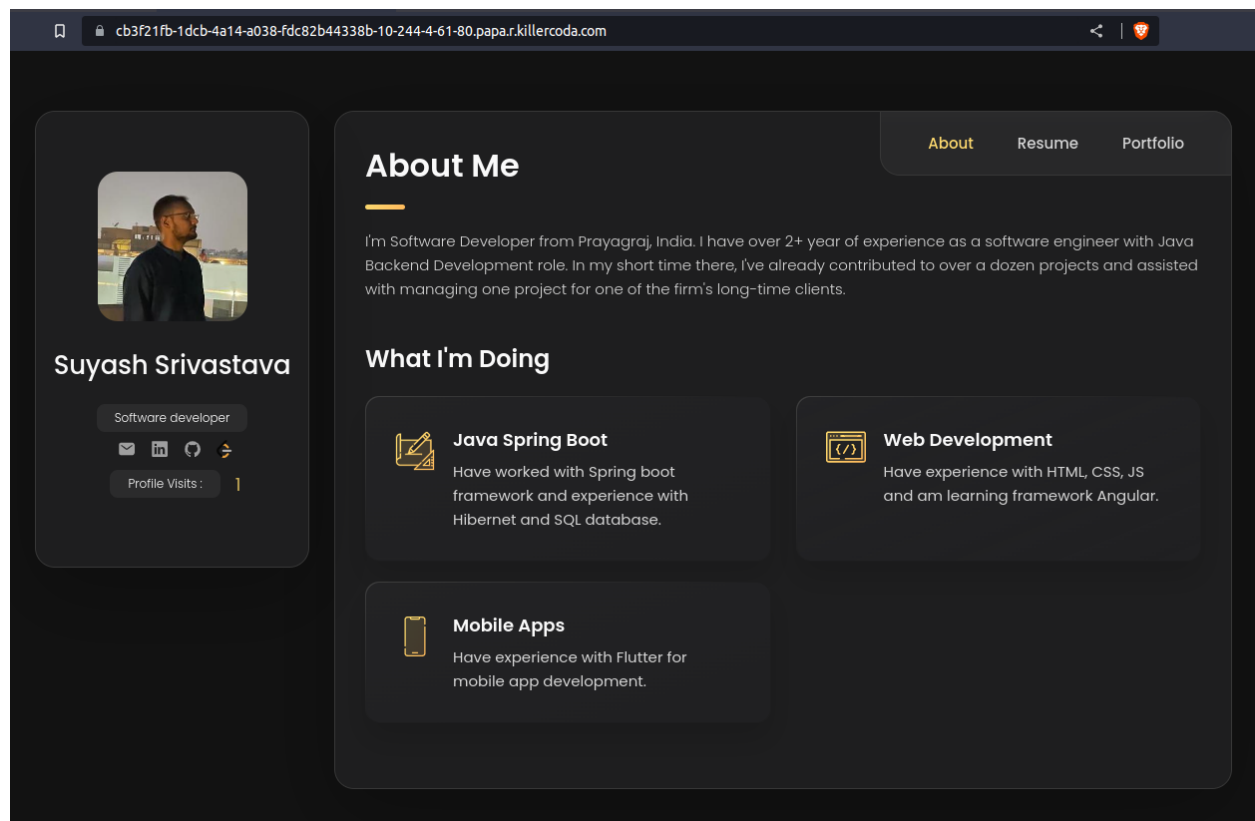 cb3f21fb-1dcb-4a14-a038-fdc82b44338b-10-244-4-61-80.papa.r.killercoda.com
Suyash Srivastava
Software developer
in
Profile Visits : 1
About Resume Portfolio
About Me
I'm Software Developer from Prayagraj, India. I have over 2+ year of experience as a software engineer with Java
Backend Development role. In my short time there, I've already contributed to over a dozen projects and assisted
with managing one project for one of the firm's long-time clients.
What I'm Doing
Java Spring Boot
Have worked with Spring boot
framework and experience with
Hibernet and SQL database.
Web Development
Have experience with HTML, CSS, JS
and am learning framework Angular.
Mobile Apps
Have experience with Flutter for
mobile app development.